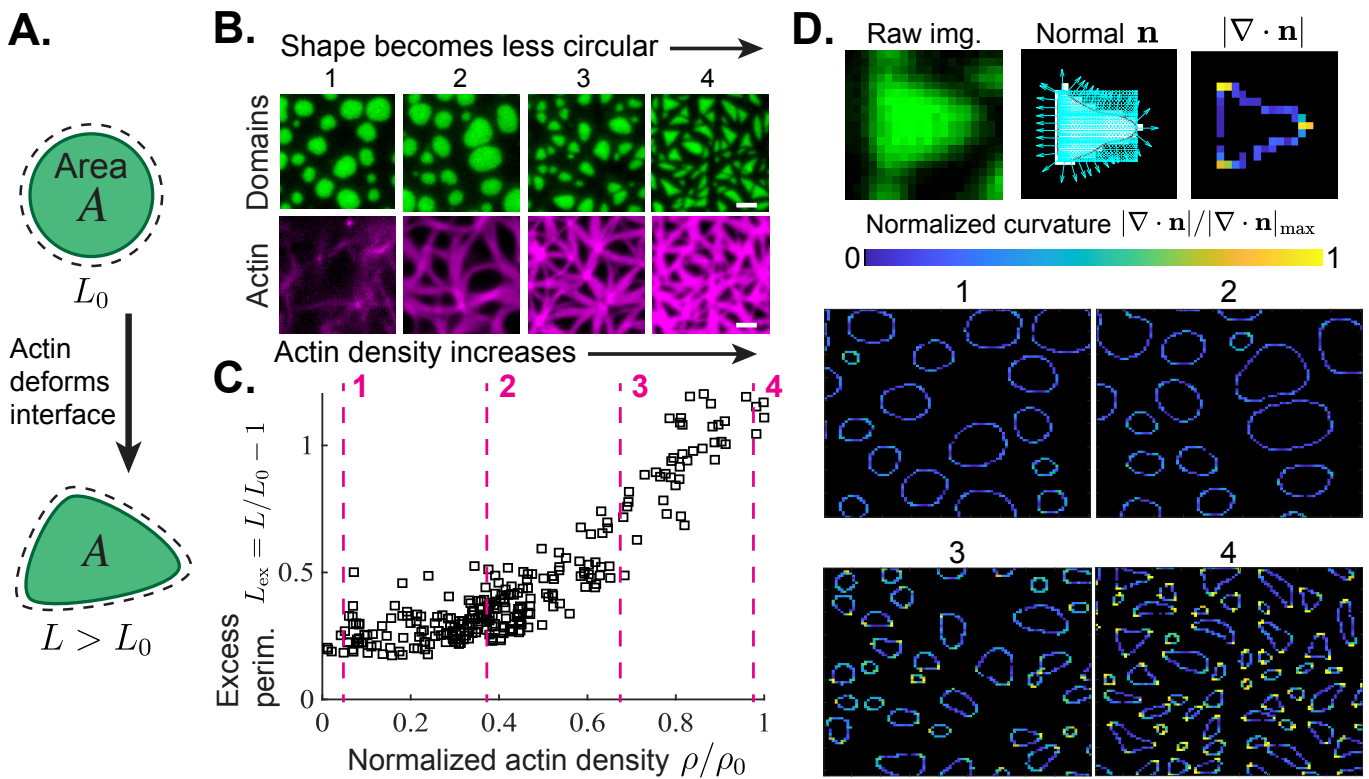 A.
Area
A
L₀
Actin
deforms
interface
A
L > L₀
B.
Shape becomes less circular
1 2 3 4
Domains
Actin
Actin density increases
C.
1 2 3 4
Excess
perim.
L_ex = L/L₀ − 1
1
0.5
0
0 0.2 0.4 0.6 0.8 1
Normalized actin density ρ/ρ₀
D.
Raw img. Normal n |∇ · n|
Normalized curvature |∇ · n|/|∇ · n|_max
0 1
1 2
3 4